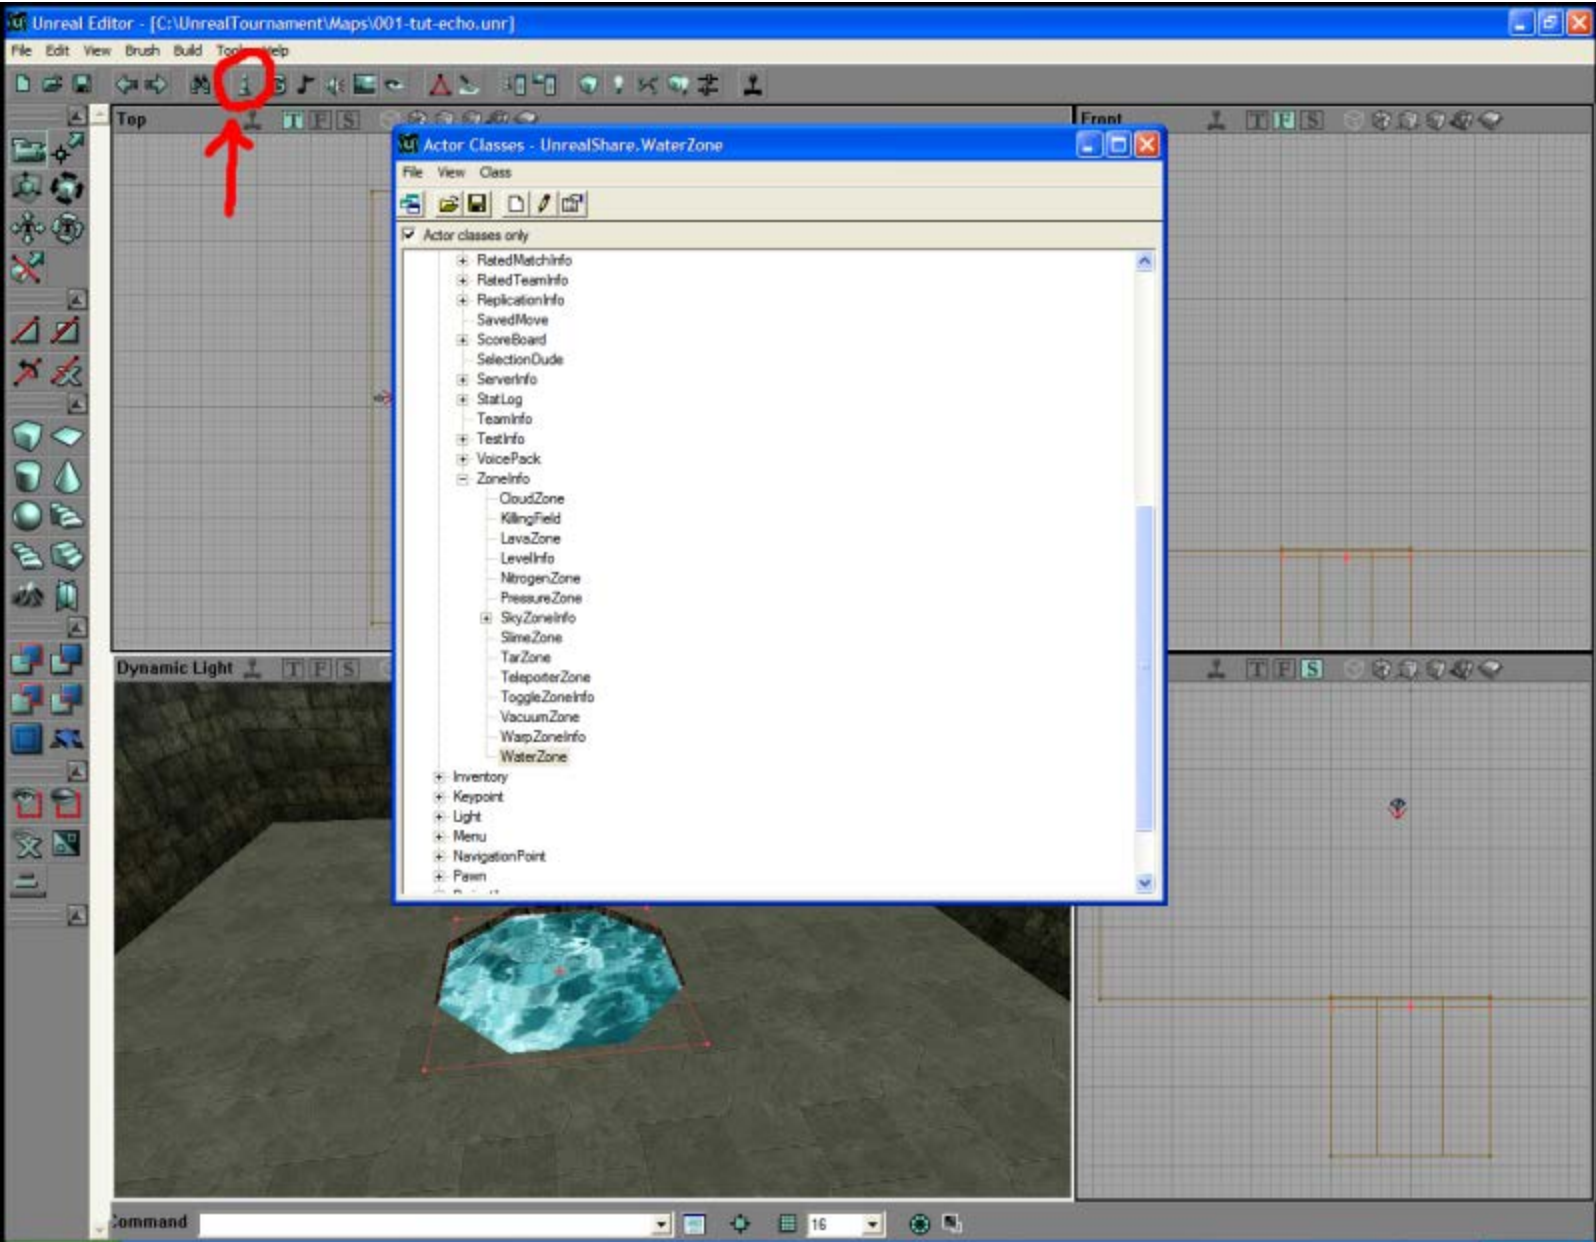 Unreal Editor - [C:\UnrealTournament\Maps\001-tut-echo.unr]
File Edit View Brush Build Tools Help
Top T F S
Front T F S
Actor Classes - UnrealShare.WaterZone
File View Class
Actor classes only
RatedMatchInfo
RatedTeamInfo
ReplicationInfo
SavedMove
ScoreBoard
SelectionDude
ServerInfo
StatLog
TeamInfo
TestInfo
VoicePack
ZoneInfo
CloudZone
KillingField
LavaZone
LevelInfo
NitrogenZone
PressureZone
SkyZoneInfo
SlimeZone
TarZone
TeleporterZone
ToggleZoneInfo
VacuumZone
WarpZoneInfo
WaterZone
Inventory
Keypoint
Light
Menu
NavigationPoint
Pawn
Dynamic Light T F S
T F S
Command
16